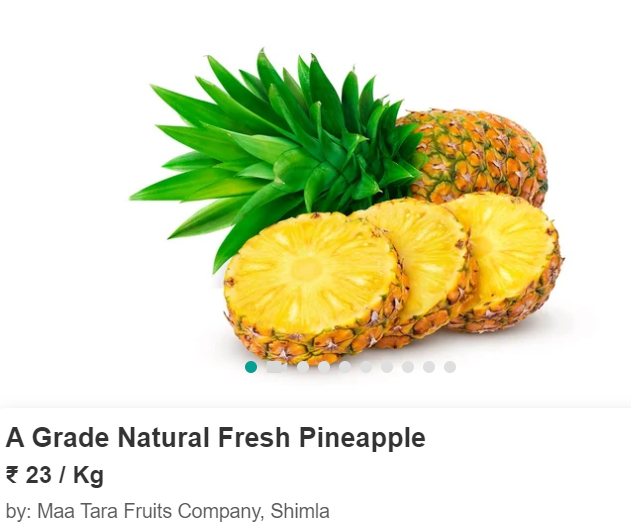 A Grade Natural Fresh Pineapple
₹ 23 / Kg
by: Maa Tara Fruits Company, Shimla